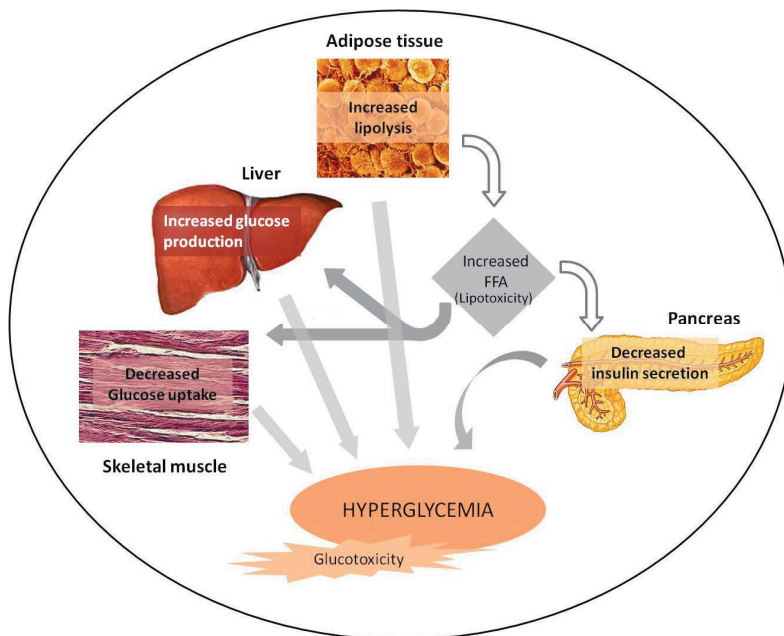 Adipose tissue
Increased
lipolysis
Liver
Increased glucose
production
Increased
FFA
(Lipotoxicity)
Pancreas
Decreased
insulin secretion
Decreased
Glucose uptake
Skeletal muscle
HYPERGLYCEMIA
Glucotoxicity